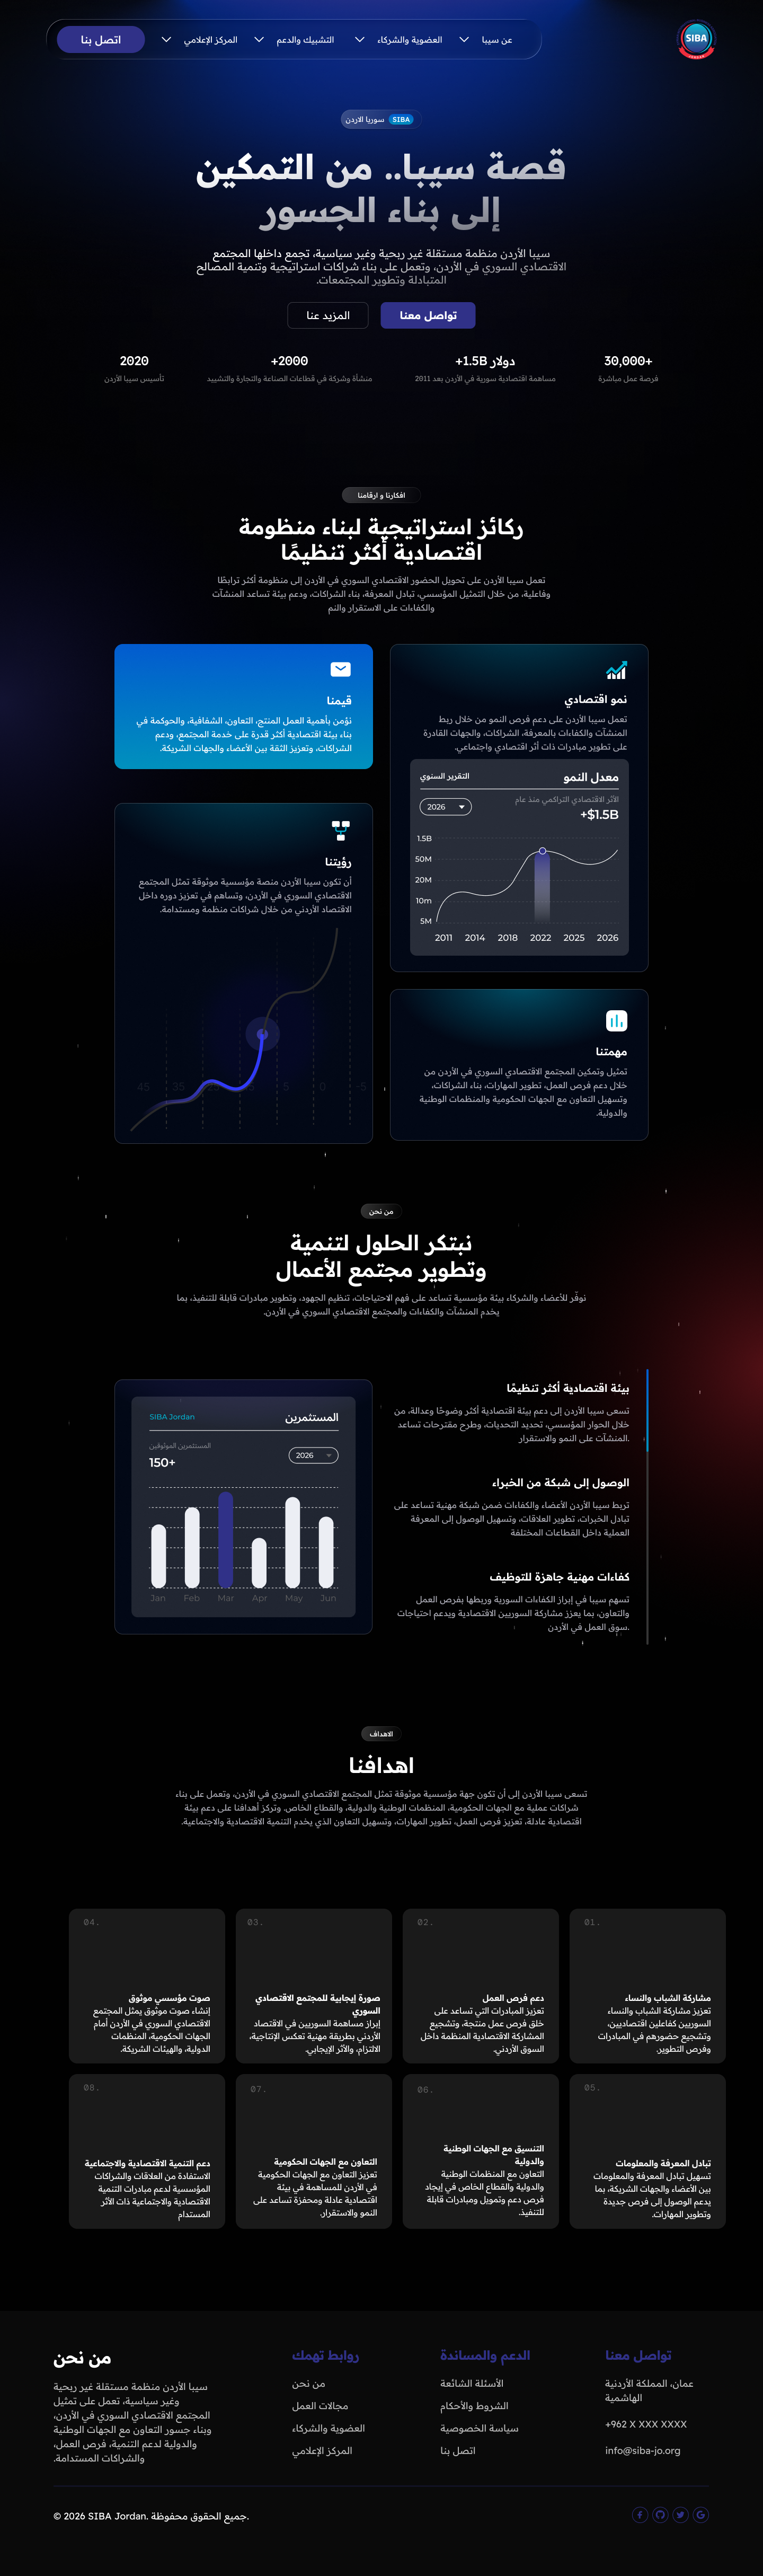 SIBA
JORDAN
عن سيبا
العضوية والشركاء
التشبيك والدعم
المركز الإعلامي
اتصل بنا
SIBA سوريا الاردن
قصة سيبا.. من التمكين
إلى بناء الجسور
سيبا الأردن منظمة مستقلة غير ربحية وغير سياسية، تجمع داخلها المجتمع
الاقتصادي السوري في الأردن، وتعمل على بناء شراكات استراتيجية وتنمية المصالح
المتبادلة وتطوير المجتمعات.
تواصل معنا
المزيد عنا
30,000+
فرصة عمل مباشرة
+1.5B دولار
مساهمة اقتصادية سورية في الأردن بعد 2011
+2000
منشأة وشركة في قطاعات الصناعة والتجارة والتشييد
2020
تأسيس سيبا الأردن
افكارنا و ارقامنا
ركائز استراتيجية لبناء منظومة
اقتصادية أكثر تنظيمًا
تعمل سيبا الأردن على تحويل الحضور الاقتصادي السوري في الأردن إلى منظومة أكثر ترابطًا
وفاعلية، من خلال التمثيل المؤسسي، تبادل المعرفة، بناء الشراكات، ودعم بيئة تساعد المنشآت
والكفاءات على الاستقرار والنم
نمو اقتصادي
تعمل سيبا الأردن على دعم فرص النمو من خلال ربط
المنشآت والكفاءات بالمعرفة، الشراكات، والجهات القادرة
على تطوير مبادرات ذات أثر اقتصادي واجتماعي.
معدل النمو
التقرير السنوي
الأثر الاقتصادي التراكمي منذ عام
2026
+$1.5B
1.5B
50M
20M
10m
5M
2011 2014 2018 2022 2025 2026
قيمنا
نؤمن بأهمية العمل المنتج، التعاون، الشفافية، والحوكمة في
بناء بيئة اقتصادية أكثر قدرة على خدمة المجتمع، ودعم
الشراكات، وتعزيز الثقة بين الأعضاء والجهات الشريكة.
رؤيتنا
أن تكون سيبا الأردن منصة مؤسسية موثوقة تمثل المجتمع
الاقتصادي السوري في الأردن، وتساهم في تعزيز دوره داخل
الاقتصاد الأردني من خلال شراكات منظمة ومستدامة.
45 35 5 0 -5
مهمتنا
تمثيل وتمكين المجتمع الاقتصادي السوري في الأردن من
خلال دعم فرص العمل، تطوير المهارات، بناء الشراكات،
وتسهيل التعاون مع الجهات الحكومية والمنظمات الوطنية
والدولية.
من نحن
نبتكر الحلول لتنمية
وتطوير مجتمع الأعمال
نوفّر للأعضاء والشركاء بيئة مؤسسية تساعد على فهم الاحتياجات، تنظيم الجهود، وتطوير مبادرات قابلة للتنفيذ، بما
يخدم المنشآت والكفاءات والمجتمع الاقتصادي السوري في الأردن.
بيئة اقتصادية أكثر تنظيمًا
تسعى سيبا الأردن إلى دعم بيئة اقتصادية أكثر وضوحًا وعدالة، من
خلال الحوار المؤسسي، تحديد التحديات، وطرح مقترحات تساعد
.المنشآت على النمو والاستقرار
الوصول إلى شبكة من الخبراء
تربط سيبا الأردن الأعضاء والكفاءات ضمن شبكة مهنية تساعد على
تبادل الخبرات، تطوير العلاقات، وتسهيل الوصول إلى المعرفة
العملية داخل القطاعات المختلفة
كفاءات مهنية جاهزة للتوظيف
تسهم سيبا في إبراز الكفاءات السورية وربطها بفرص العمل
والتعاون، بما يعزز مشاركة السوريين الاقتصادية ويدعم احتياجات
.سوق العمل في الأردن
المستثمرين
SIBA Jordan
المستثمرين الموثوقين
2026
150+
Jan Feb Mar Apr May Jun
الاهداف
اهدافنا
تسعى سيبا الأردن إلى أن تكون جهة مؤسسية موثوقة تمثل المجتمع الاقتصادي السوري في الأردن، وتعمل على بناء
شراكات عملية مع الجهات الحكومية، المنظمات الوطنية والدولية، والقطاع الخاص. وتركز أهدافنا على دعم بيئة
اقتصادية عادلة، تعزيز فرص العمل، تطوير المهارات، وتسهيل التعاون الذي يخدم التنمية الاقتصادية والاجتماعية.
01.
مشاركة الشباب والنساء
تعزيز مشاركة الشباب والنساء
السوريين كفاعلين اقتصاديين،
وتشجيع حضورهم في المبادرات
وفرص التطوير.
02.
دعم فرص العمل
تعزيز المبادرات التي تساعد على
خلق فرص عمل منتجة، وتشجيع
المشاركة الاقتصادية المنظمة داخل
السوق الأردني.
03.
صورة إيجابية للمجتمع الاقتصادي
السوري
إبراز مساهمة السوريين في الاقتصاد
الأردني بطريقة مهنية تعكس الإنتاجية،
الالتزام، والأثر الإيجابي.
04.
صوت مؤسسي موثوق
إنشاء صوت موثوق يمثل المجتمع
الاقتصادي السوري في الأردن أمام
الجهات الحكومية، المنظمات
الدولية، والهيئات الشريكة.
05.
تبادل المعرفة والمعلومات
تسهيل تبادل المعرفة والمعلومات
بين الأعضاء والجهات الشريكة، بما
يدعم الوصول إلى فرص جديدة
وتطوير المهارات.
06.
التنسيق مع الجهات الوطنية
والدولية
التعاون مع المنظمات الوطنية
والدولية والقطاع الخاص في إيجاد
فرص دعم وتمويل ومبادرات قابلة
للتنفيذ.
07.
التعاون مع الجهات الحكومية
تعزيز التعاون مع الجهات الحكومية
في الأردن للمساهمة في بيئة
اقتصادية عادلة ومحفزة تساعد على
النمو والاستقرار.
08.
دعم التنمية الاقتصادية والاجتماعية
الاستفادة من العلاقات والشراكات
المؤسسية لدعم مبادرات التنمية
الاقتصادية والاجتماعية ذات الأثر
المستدام
تواصل معنا
عمان، المملكة الأردنية
الهاشمية
+962 X XXX XXXX
info@siba-jo.org
الدعم والمساندة
الأسئلة الشائعة
الشروط والأحكام
سياسة الخصوصية
اتصل بنا
روابط تهمك
من نحن
مجالات العمل
العضوية والشركاء
المركز الإعلامي
من نحن
سيبا الأردن منظمة مستقلة غير ربحية
وغير سياسية، تعمل على تمثيل
المجتمع الاقتصادي السوري في الأردن،
وبناء جسور التعاون مع الجهات الوطنية
والدولية لدعم التنمية، فرص العمل،
والشراكات المستدامة.
© 2026 SIBA Jordan. جميع الحقوق محفوظة.